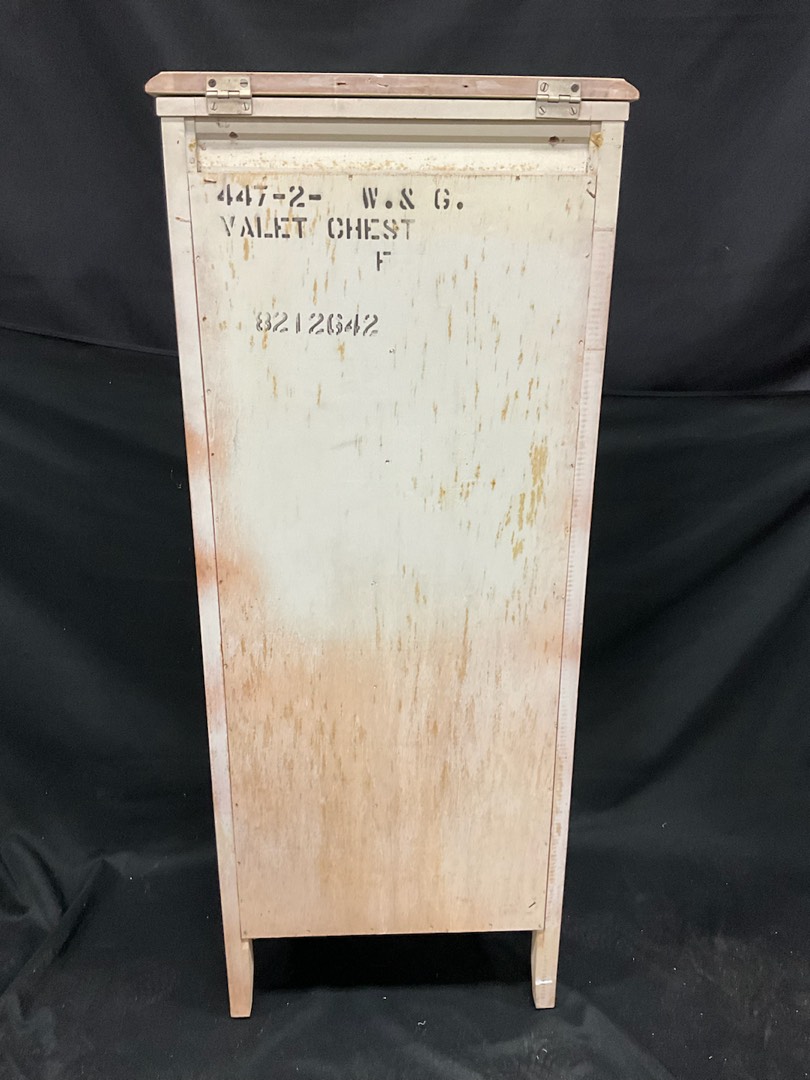 447-2- W.& G.
VALET CHEST
F
8212642